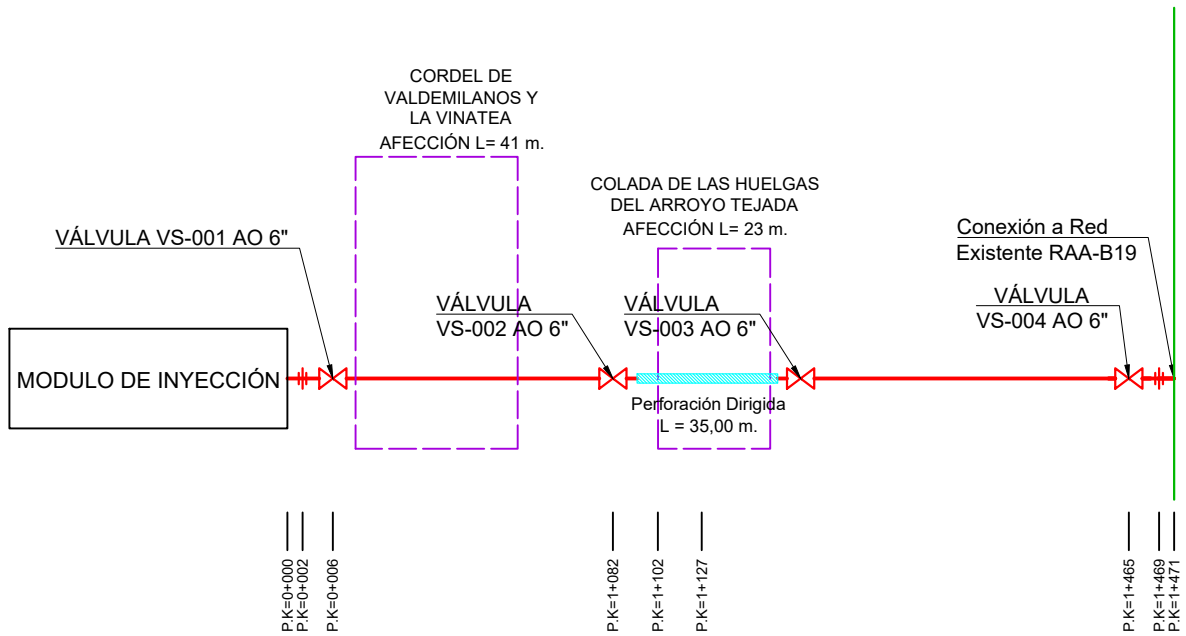 CORDEL DE
VALDEMILANOS Y
LA VINATEA
AFECCIÓN L= 41 m.
COLADA DE LAS HUELGAS
DEL ARROYO TEJADA
AFECCIÓN L= 23 m.
VÁLVULA VS-001 AO 6"
Conexión a Red
Existente RAA-B19
VÁLVULA
VS-002 AO 6"
VÁLVULA
VS-003 AO 6"
VÁLVULA
VS-004 AO 6"
MODULO DE INYECCIÓN
Perforación Dirigida
L = 35,00 m.
P.K=0+000
P.K=0+002
P.K=0+006
P.K=1+082
P.K=1+102
P.K=1+127
P.K=1+465
P.K=1+469
P.K=1+471